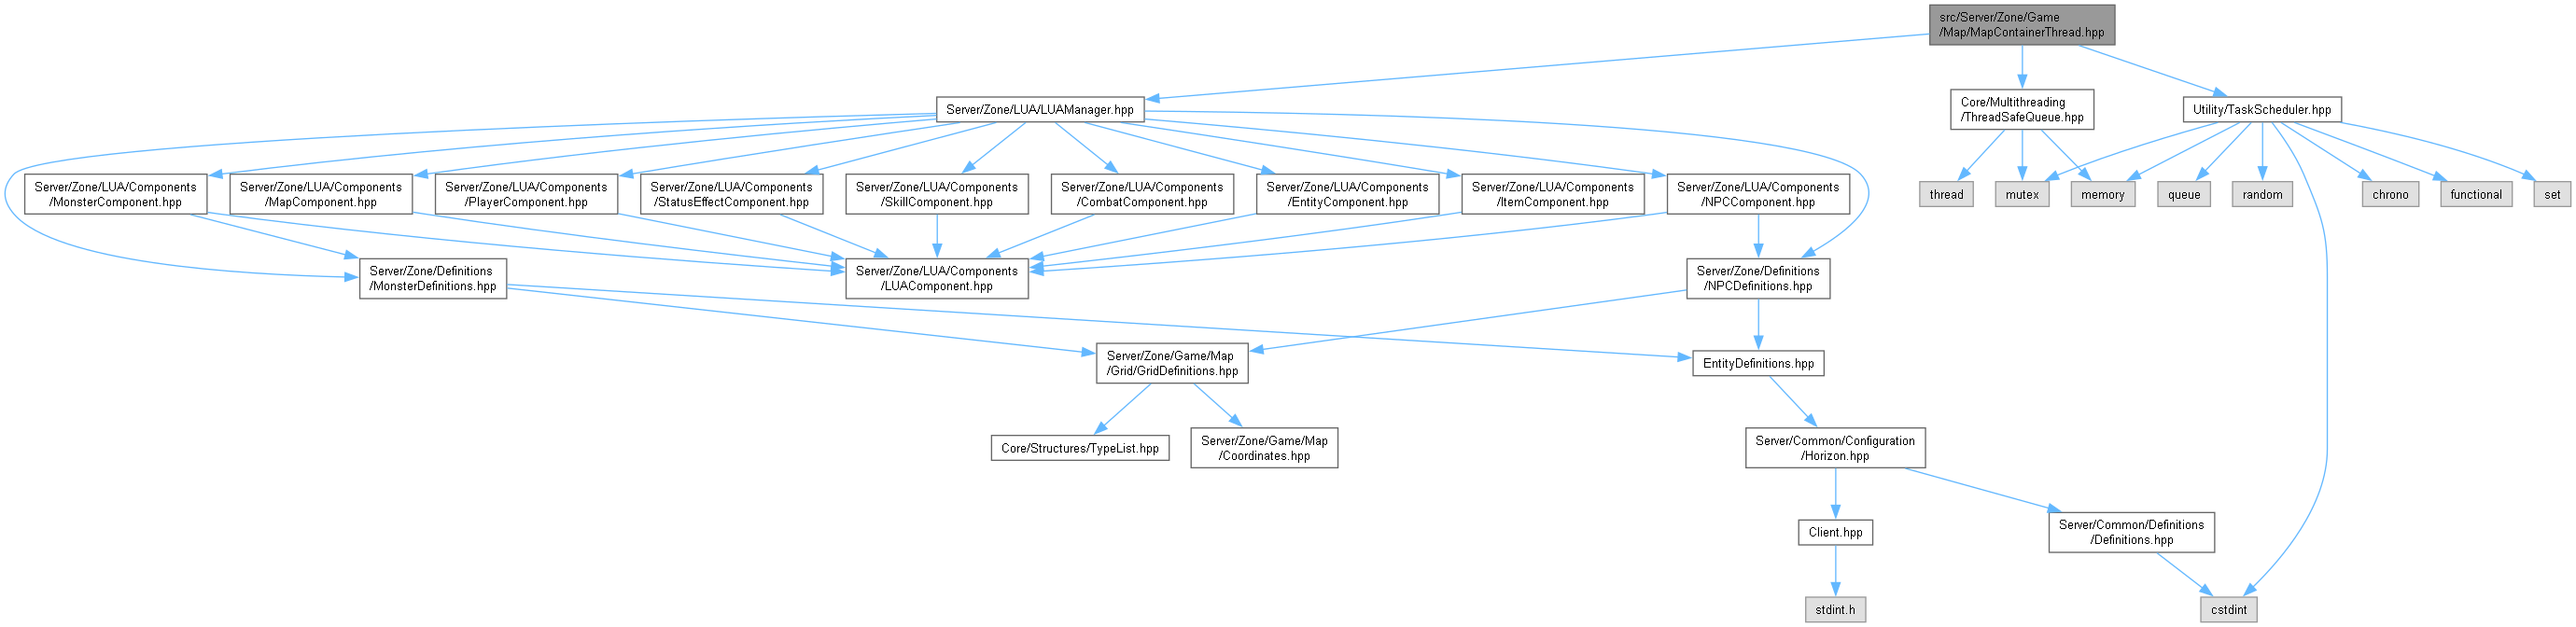 src/Server/Zone/Game
/Map/MapContainerThread.hpp
Server/Zone/LUA/LUAManager.hpp
Core/Multithreading
/ThreadSafeQueue.hpp
Utility/TaskScheduler.hpp
Server/Zone/LUA/Components
/MonsterComponent.hpp
Server/Zone/LUA/Components
/MapComponent.hpp
Server/Zone/LUA/Components
/PlayerComponent.hpp
Server/Zone/LUA/Components
/StatusEffectComponent.hpp
Server/Zone/LUA/Components
/SkillComponent.hpp
Server/Zone/LUA/Components
/CombatComponent.hpp
Server/Zone/LUA/Components
/EntityComponent.hpp
Server/Zone/LUA/Components
/ItemComponent.hpp
Server/Zone/LUA/Components
/NPCComponent.hpp
thread
mutex
memory
queue
random
chrono
functional
set
Server/Zone/Definitions
/MonsterDefinitions.hpp
Server/Zone/LUA/Components
/LUAComponent.hpp
Server/Zone/Definitions
/NPCDefinitions.hpp
Server/Zone/Game/Map
/Grid/GridDefinitions.hpp
EntityDefinitions.hpp
Core/Structures/TypeList.hpp
Server/Zone/Game/Map
/Coordinates.hpp
Server/Common/Configuration
/Horizon.hpp
Client.hpp
Server/Common/Definitions
/Definitions.hpp
stdint.h
cstdint